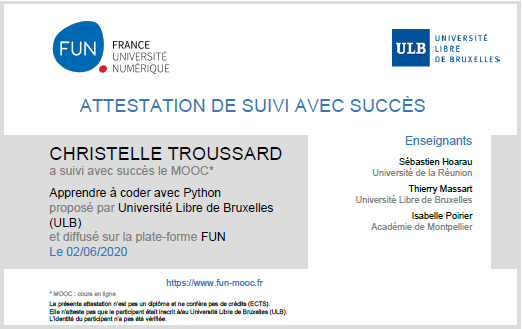 FUN
FRANCE
UNIVERSITÉ
NUMÉRIQUE
ULB
UNIVERSITÉ
LIBRE
DE BRUXELLES
ATTESTATION DE SUIVI AVEC SUCCÈS
CHRISTELLE TROUSSARD
a suivi avec succès le MOOC*
Apprendre à coder avec Python
proposé par Université Libre de Bruxelles
(ULB)
et diffusé sur la plate-forme FUN
Le 02/06/2020
Enseignants
Sébastien Hoarau
Université de la Réunion
Thierry Massart
Université Libre de Bruxelles
Isabelle Poirier
Académie de Montpellier
https://www.fun-mooc.fr
* MOOC : cours en ligne
La présente attestation n'est pas un diplôme et ne confère pas de crédits (ECTS).
Elle n'atteste pas que le participant était inscrit à/au Université Libre de Bruxelles (ULB).
L'identité du participant n'a pas été vérifiée.